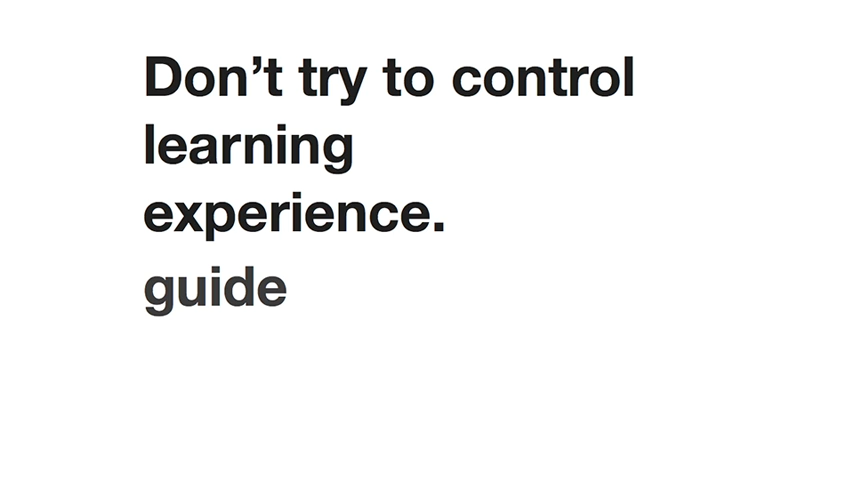 Don’t try to control
learning
experience.
guide